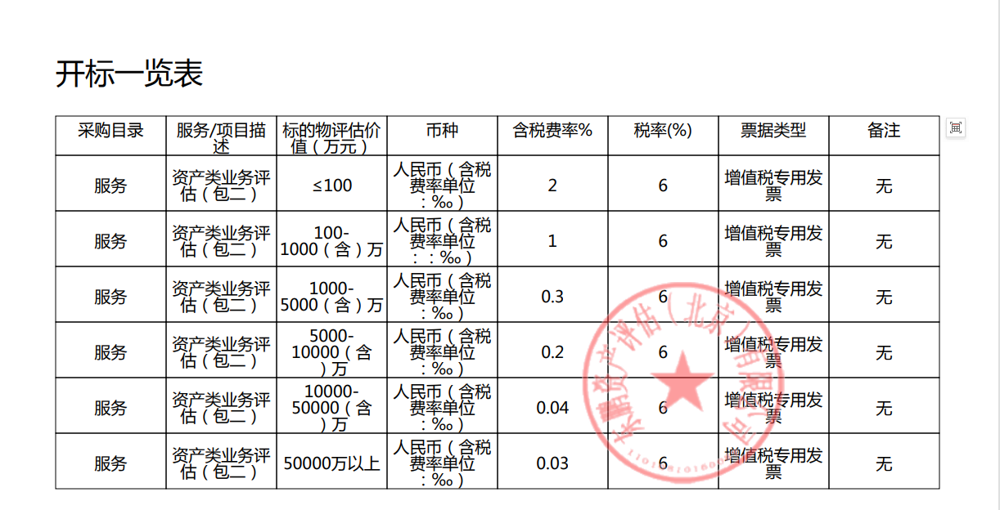 开标一览表
采购目录 服务/项目描述 标的物评估价值（万元） 币种 含税费率% 税率(%) 票据类型 备注
服务 资产类业务评估（包二） ≤100 人民币（含税费率单位：‰） 2 6 增值税专用发票 无
服务 资产类业务评估（包二） 100-1000（含）万 人民币（含税费率单位：：‰） 1 6 增值税专用发票 无
服务 资产类业务评估（包二） 1000-5000（含）万 人民币（含税费率单位：‰） 0.3 6 增值税专用发票 无
服务 资产类业务评估（包二） 5000-10000（含）万 人民币（含税费率单位：‰） 0.2 6 增值税专用发票 无
服务 资产类业务评估（包二） 10000-50000（含）万 人民币（含税费率单位：‰） 0.04 6 增值税专用发票 无
服务 资产类业务评估（包二） 50000万以上 人民币（含税费率单位：‰） 0.03 6 增值税专用发票 无
鹏资产评估（北京）有限公司